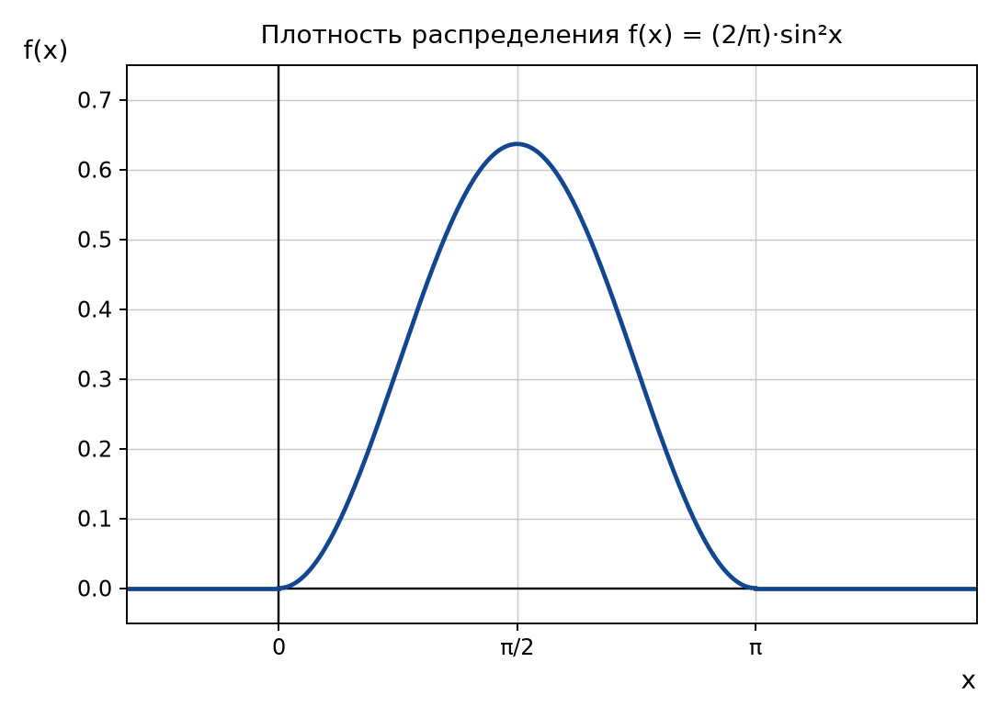 Плотность распределения f(x) = (2/π)·sin²x
f(x)
0.7
0.6
0.5
0.4
0.3
0.2
0.1
0.0
0 π/2 π
x